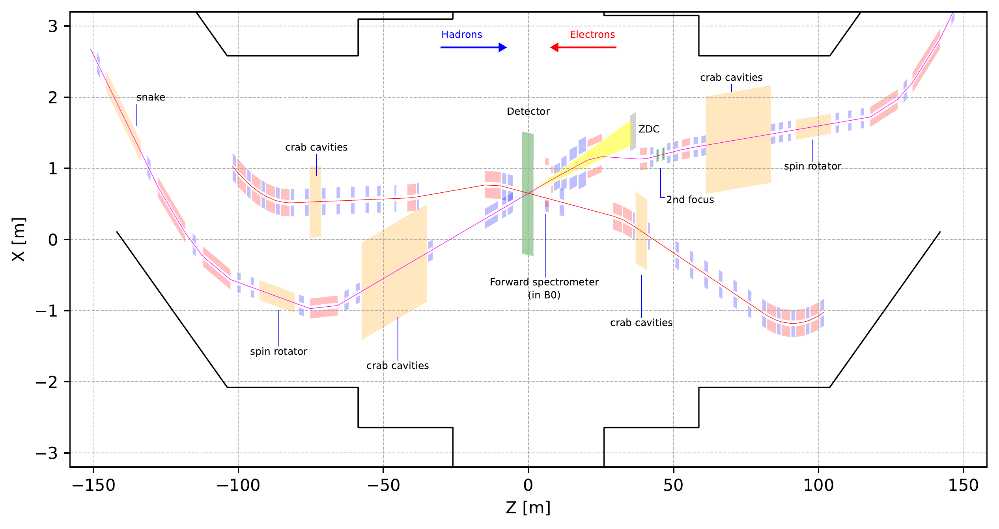 3
Hadrons
Electrons
crab cavities
2
snake
Detector
ZDC
crab cavities
1
spin rotator
2nd focus
X [m]
0
Forward spectrometer
(in B0)
−1
crab cavities
spin rotator
crab cavities
−2
−3
−150
−100
−50
0
50
100
150
Z [m]